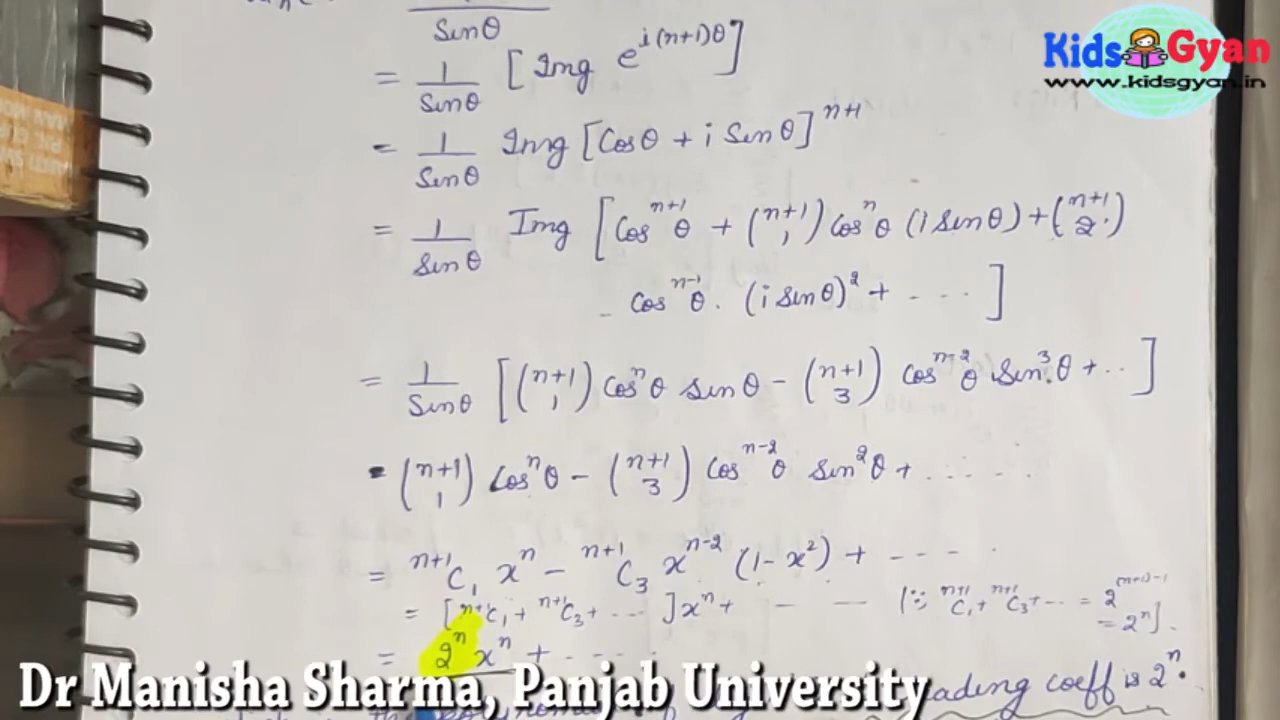 Kids Gyan
www.kidsgyan.in
Sinθ
= 1/Sinθ [Img e^{i(n+1)θ}]
= 1/Sinθ Img [Cosθ + i Sinθ]^{n+1}
= 1/Sinθ Img [Cos^{n+1}θ + (n+1 1) Cos^nθ (i Sinθ) + (n+1 2)
Cos^{n-1}θ. (i Sinθ)^2 + ....]
= 1/Sinθ [(n+1 1) Cos^nθ Sinθ - (n+1 3) Cos^{n-2}θ Sin^3θ + ..]
= (n+1 1) Cos^nθ - (n+1 3) Cos^{n-2}θ Sin^2θ + .....
= ^{n+1}C_1 x^n - ^{n+1}C_3 x^{n-2} (1-x^2) + ----
= [^{n+1}C_1 + ^{n+1}C_3 + ....] x^n + - -- (∵ ^{n+1}C_1 + ^{n+1}C_3 + -- = 2^{(n+1)-1}
= 2^n].
= 2^n x^n + ....
Dr Manisha Sharma, Panjab University
coeff is 2^n.